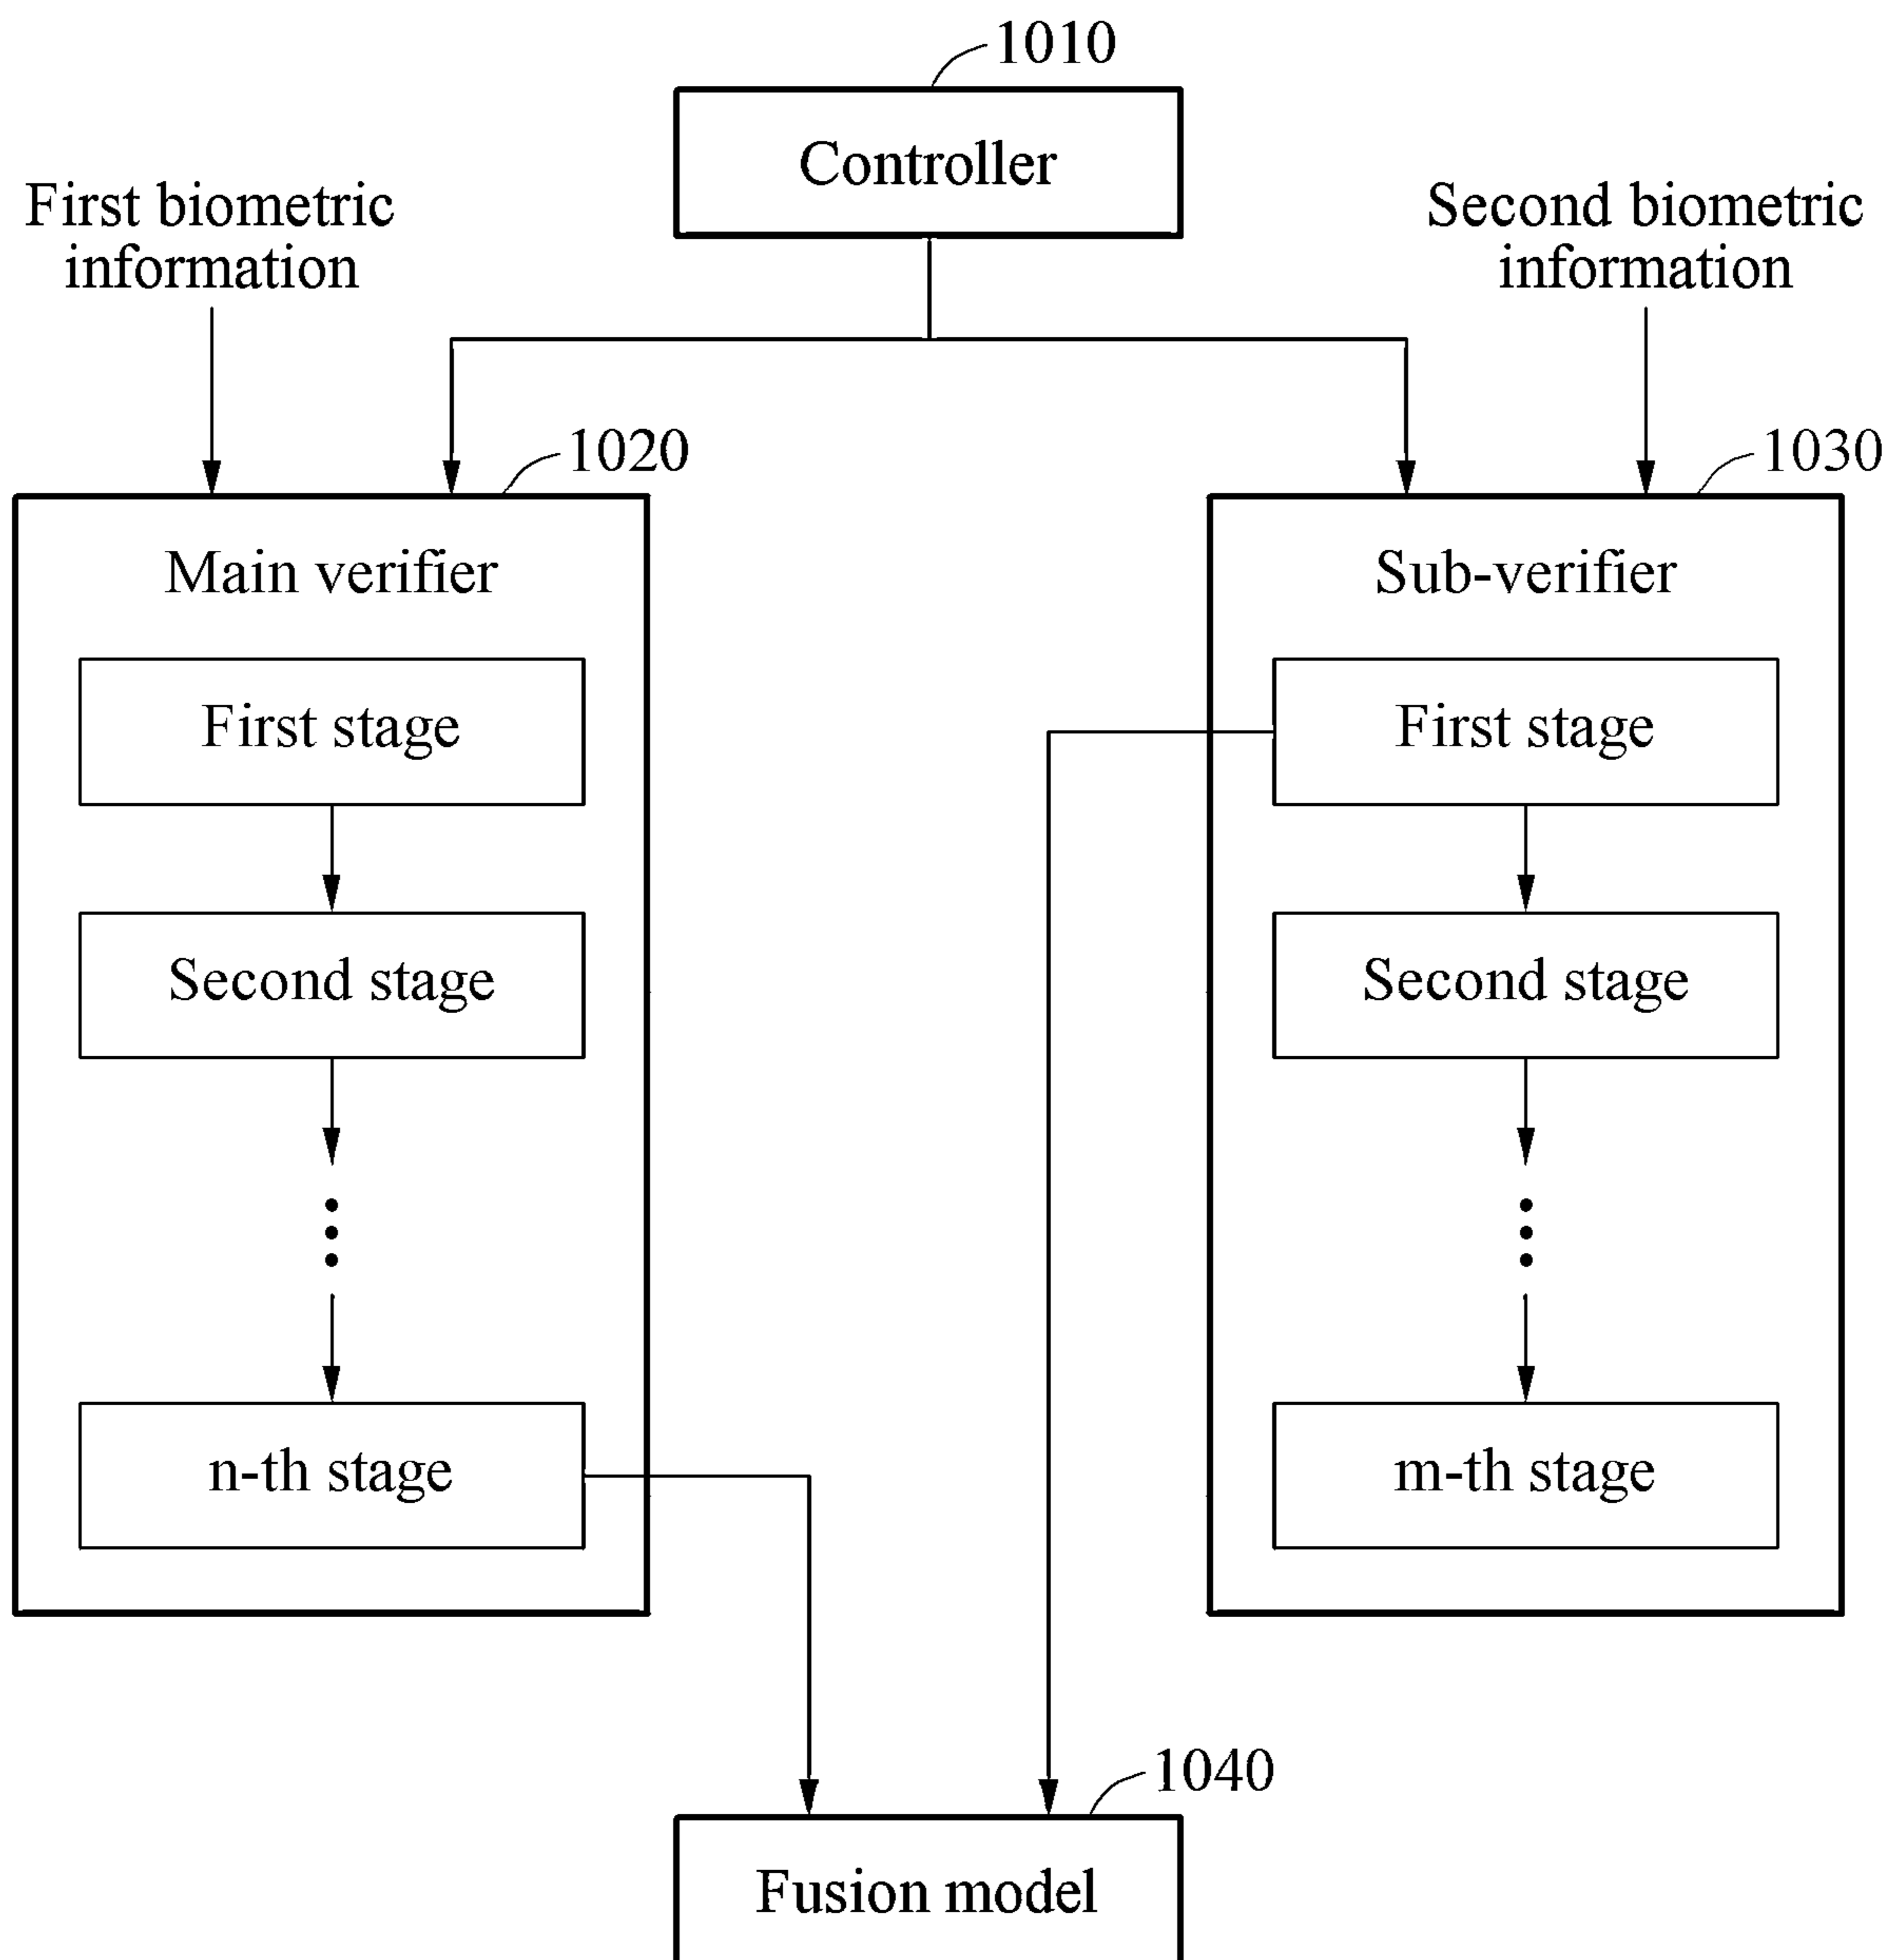 1010
Controller
First biometric
information
Second biometric
information
1020
1030
Main verifier
First stage
Second stage
n-th stage
Sub-verifier
First stage
Second stage
m-th stage
1040
Fusion model